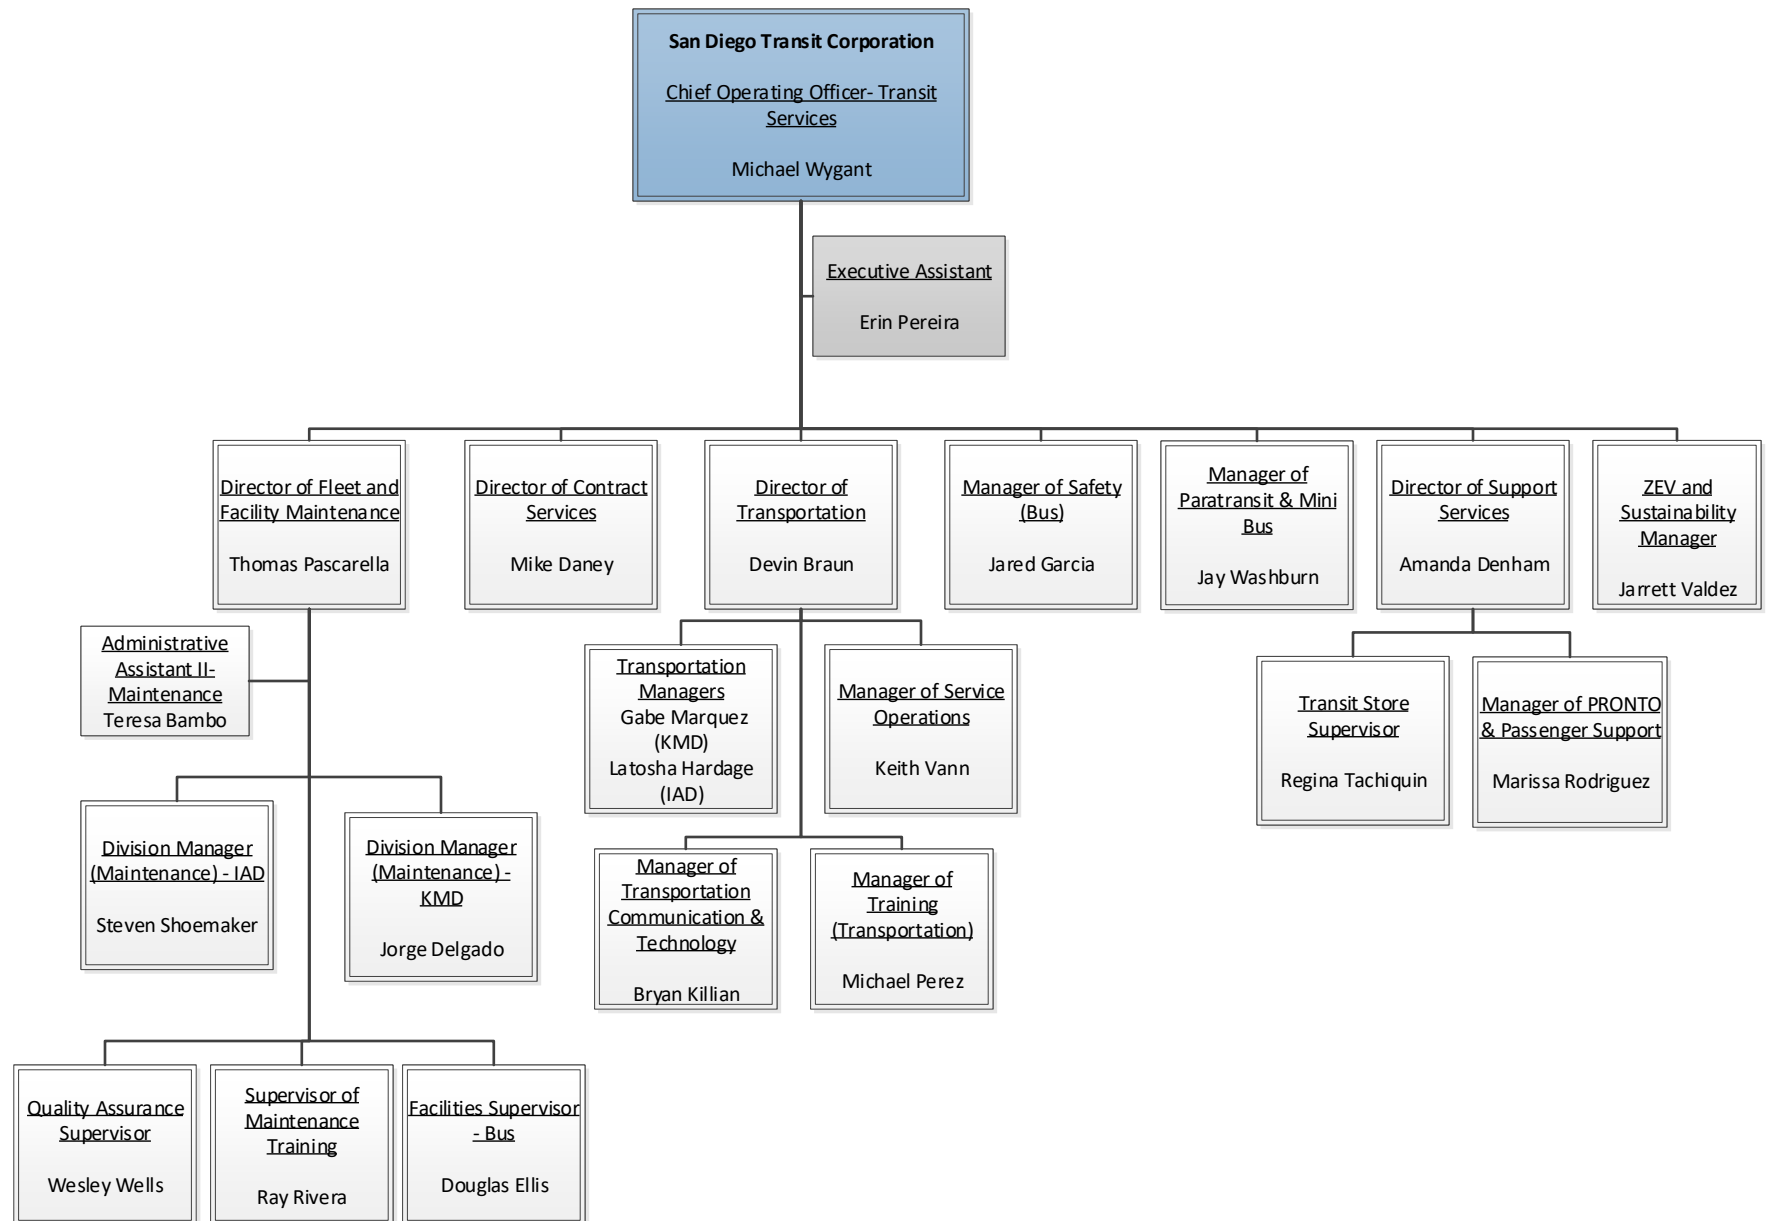 San Diego Transit Corporation
Chief Operating Officer- Transit
Services
Michael Wygant
Executive Assistant
Erin Pereira
Director of Fleet and
Facility Maintenance
Thomas Pascarella
Director of Contract
Services
Mike Daney
Director of
Transportation
Devin Braun
Manager of Safety
(Bus)
Jared Garcia
Manager of
Paratransit & Mini
Bus
Jay Washburn
Director of Support
Services
Amanda Denham
ZEV and
Sustainability
Manager
Jarrett Valdez
Administrative
Assistant II-
Maintenance
Teresa Bambo
Transportation
Managers
Gabe Marquez
(KMD)
Latosha Hardage
(IAD)
Manager of Service
Operations
Keith Vann
Transit Store
Supervisor
Regina Tachiquin
Manager of PRONTO
& Passenger Support
Marissa Rodriguez
Division Manager
(Maintenance) - IAD
Steven Shoemaker
Division Manager
(Maintenance) -
KMD
Jorge Delgado
Manager of
Transportation
Communication &
Technology
Bryan Killian
Manager of
Training
(Transportation)
Michael Perez
Quality Assurance
Supervisor
Wesley Wells
Supervisor of
Maintenance
Training
Ray Rivera
Facilities Supervisor
- Bus
Douglas Ellis